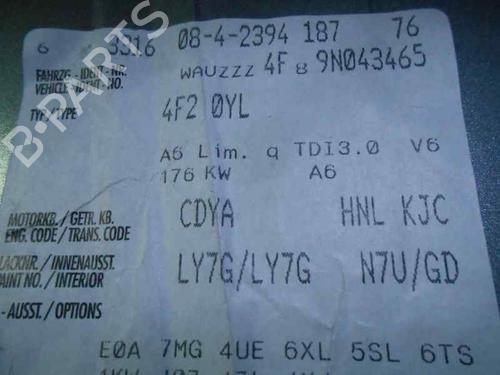 6 3316 08-4-2394 187 76
FAHRZG.-IDENT-NR.
VEHICLE-IDENT-NO.
WAUZZZ 4F 8 9N043465
TYP/TYPE 4F2 0YL
A6 Lim. q TDI3.0 V6
176 KW A6
MOTORKB./GETR.KB.
ENG. CODE/TRANS. CODE
CDYA HNL KJC
LACKNR./INNENAUSST.
PAINT NO./INTERIOR
LY7G/LY7G N7U/GD
-AUSST./OPTIONS
E0A 7MG 4UE 6XL 5SL 6TS
B-PARTS